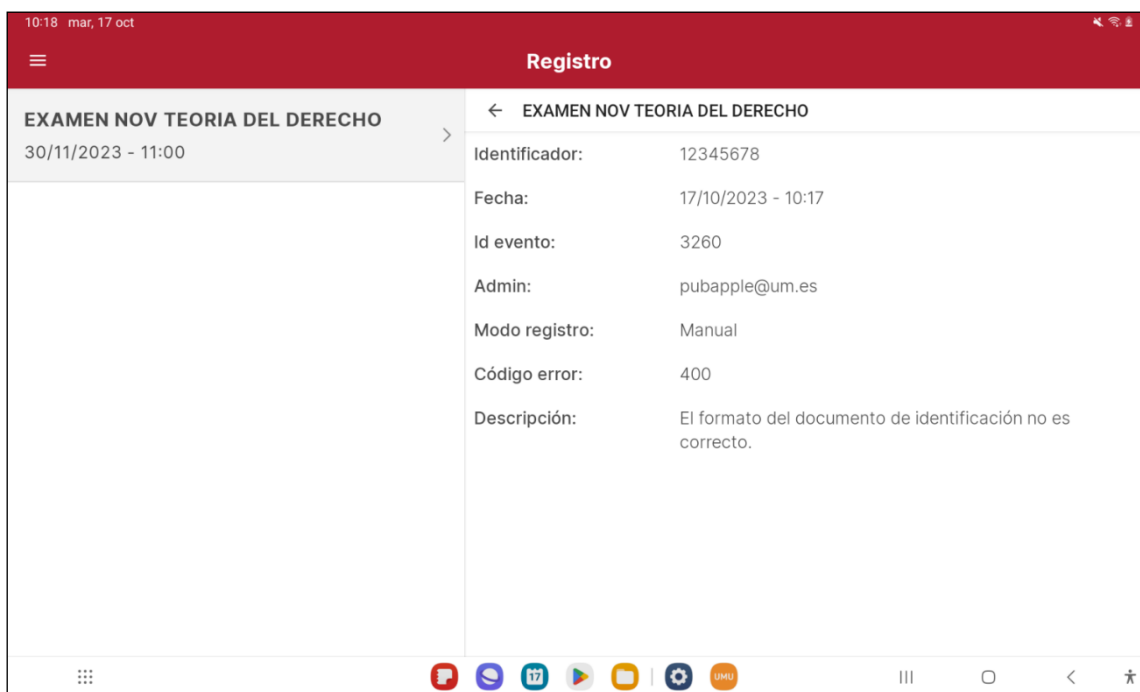 10:18 mar, 17 oct
Registro
EXAMEN NOV TEORIA DEL DERECHO
30/11/2023 - 11:00
EXAMEN NOV TEORIA DEL DERECHO
Identificador: 12345678
Fecha: 17/10/2023 - 10:17
Id evento: 3260
Admin: pubapple@um.es
Modo registro: Manual
Código error: 400
Descripción: El formato del documento de identificación no es
correcto.
17
UMU